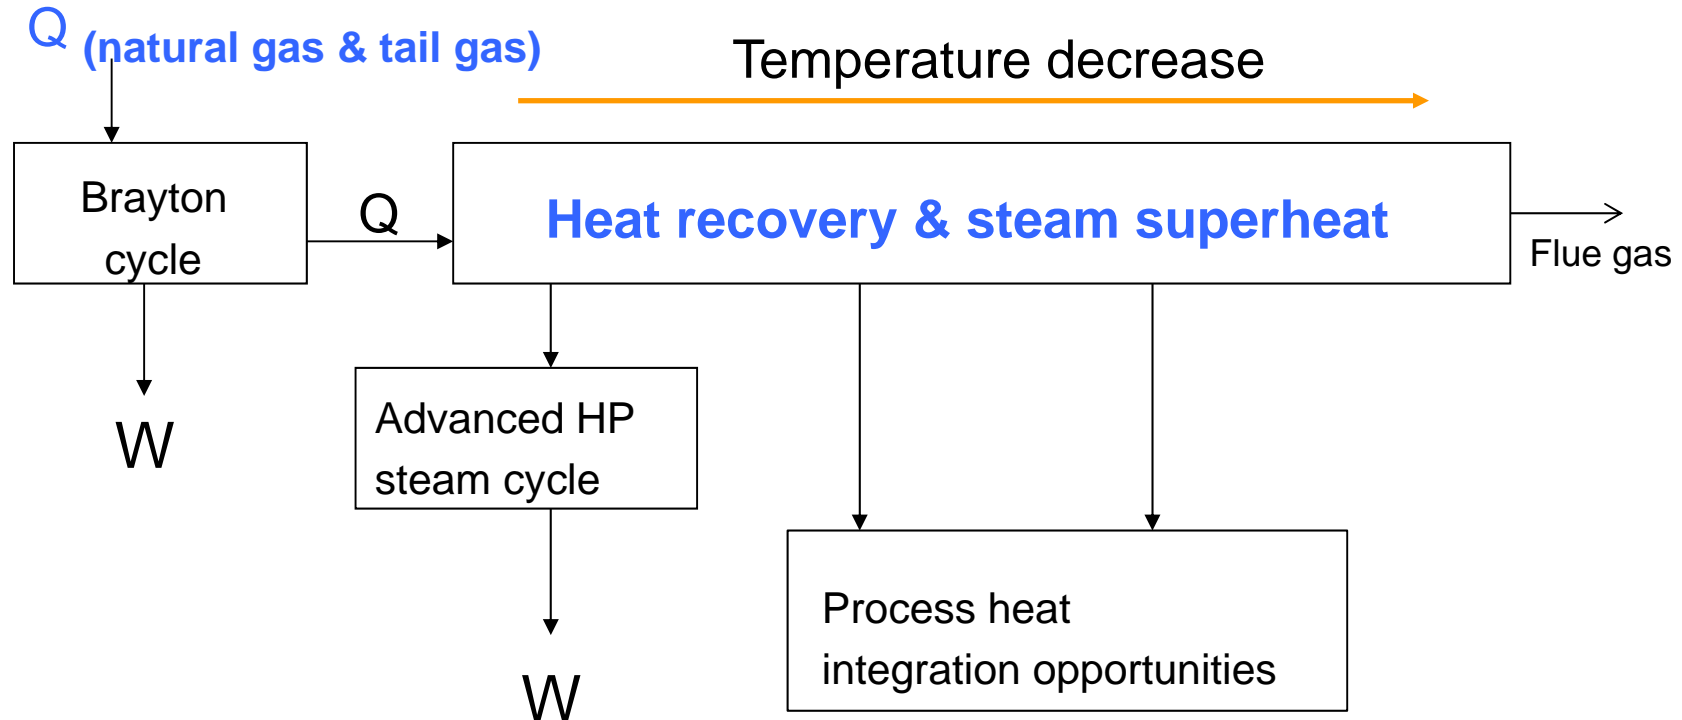 Q (natural gas & tail gas)
Temperature decrease
Brayton
cycle
Q
Heat recovery & steam superheat
Flue gas
W
Advanced HP
steam cycle
W
Process heat
integration opportunities